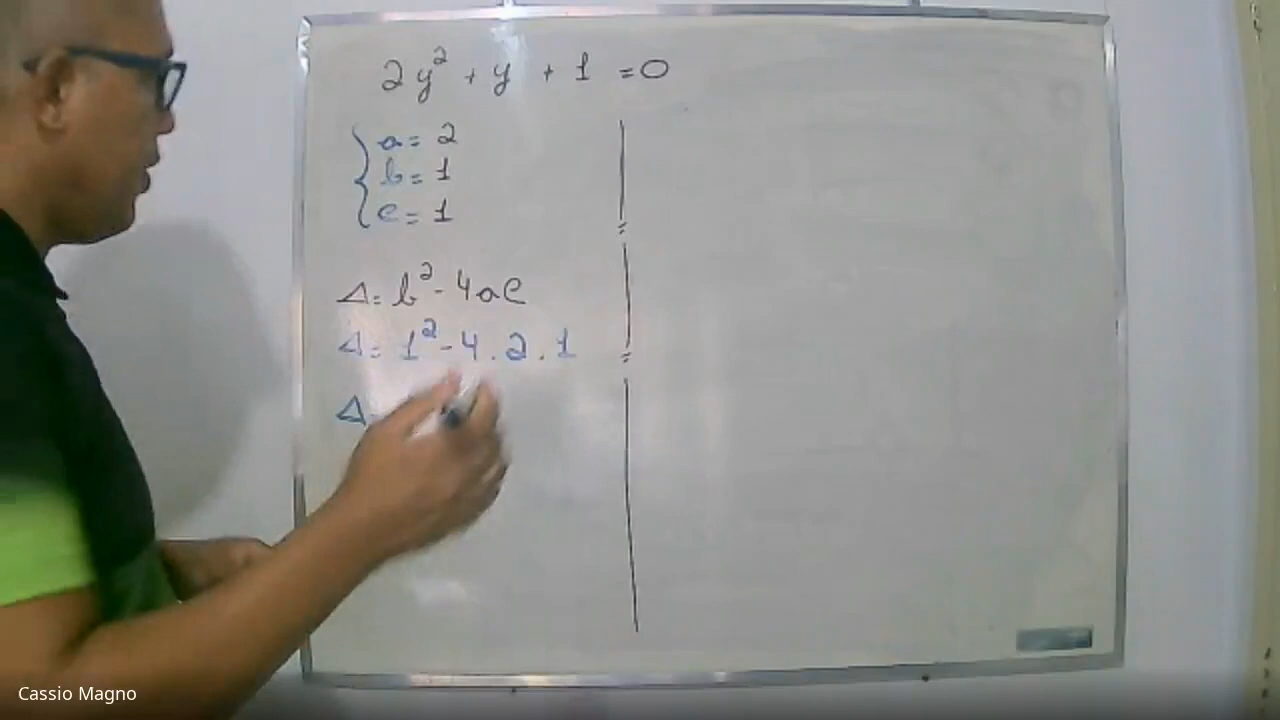 2y² + y + 1 = 0
a = 2
b = 1
c = 1
Δ = b² - 4ac
Δ = 1² - 4 . 2 . 1
Δ =
Cassio Magno